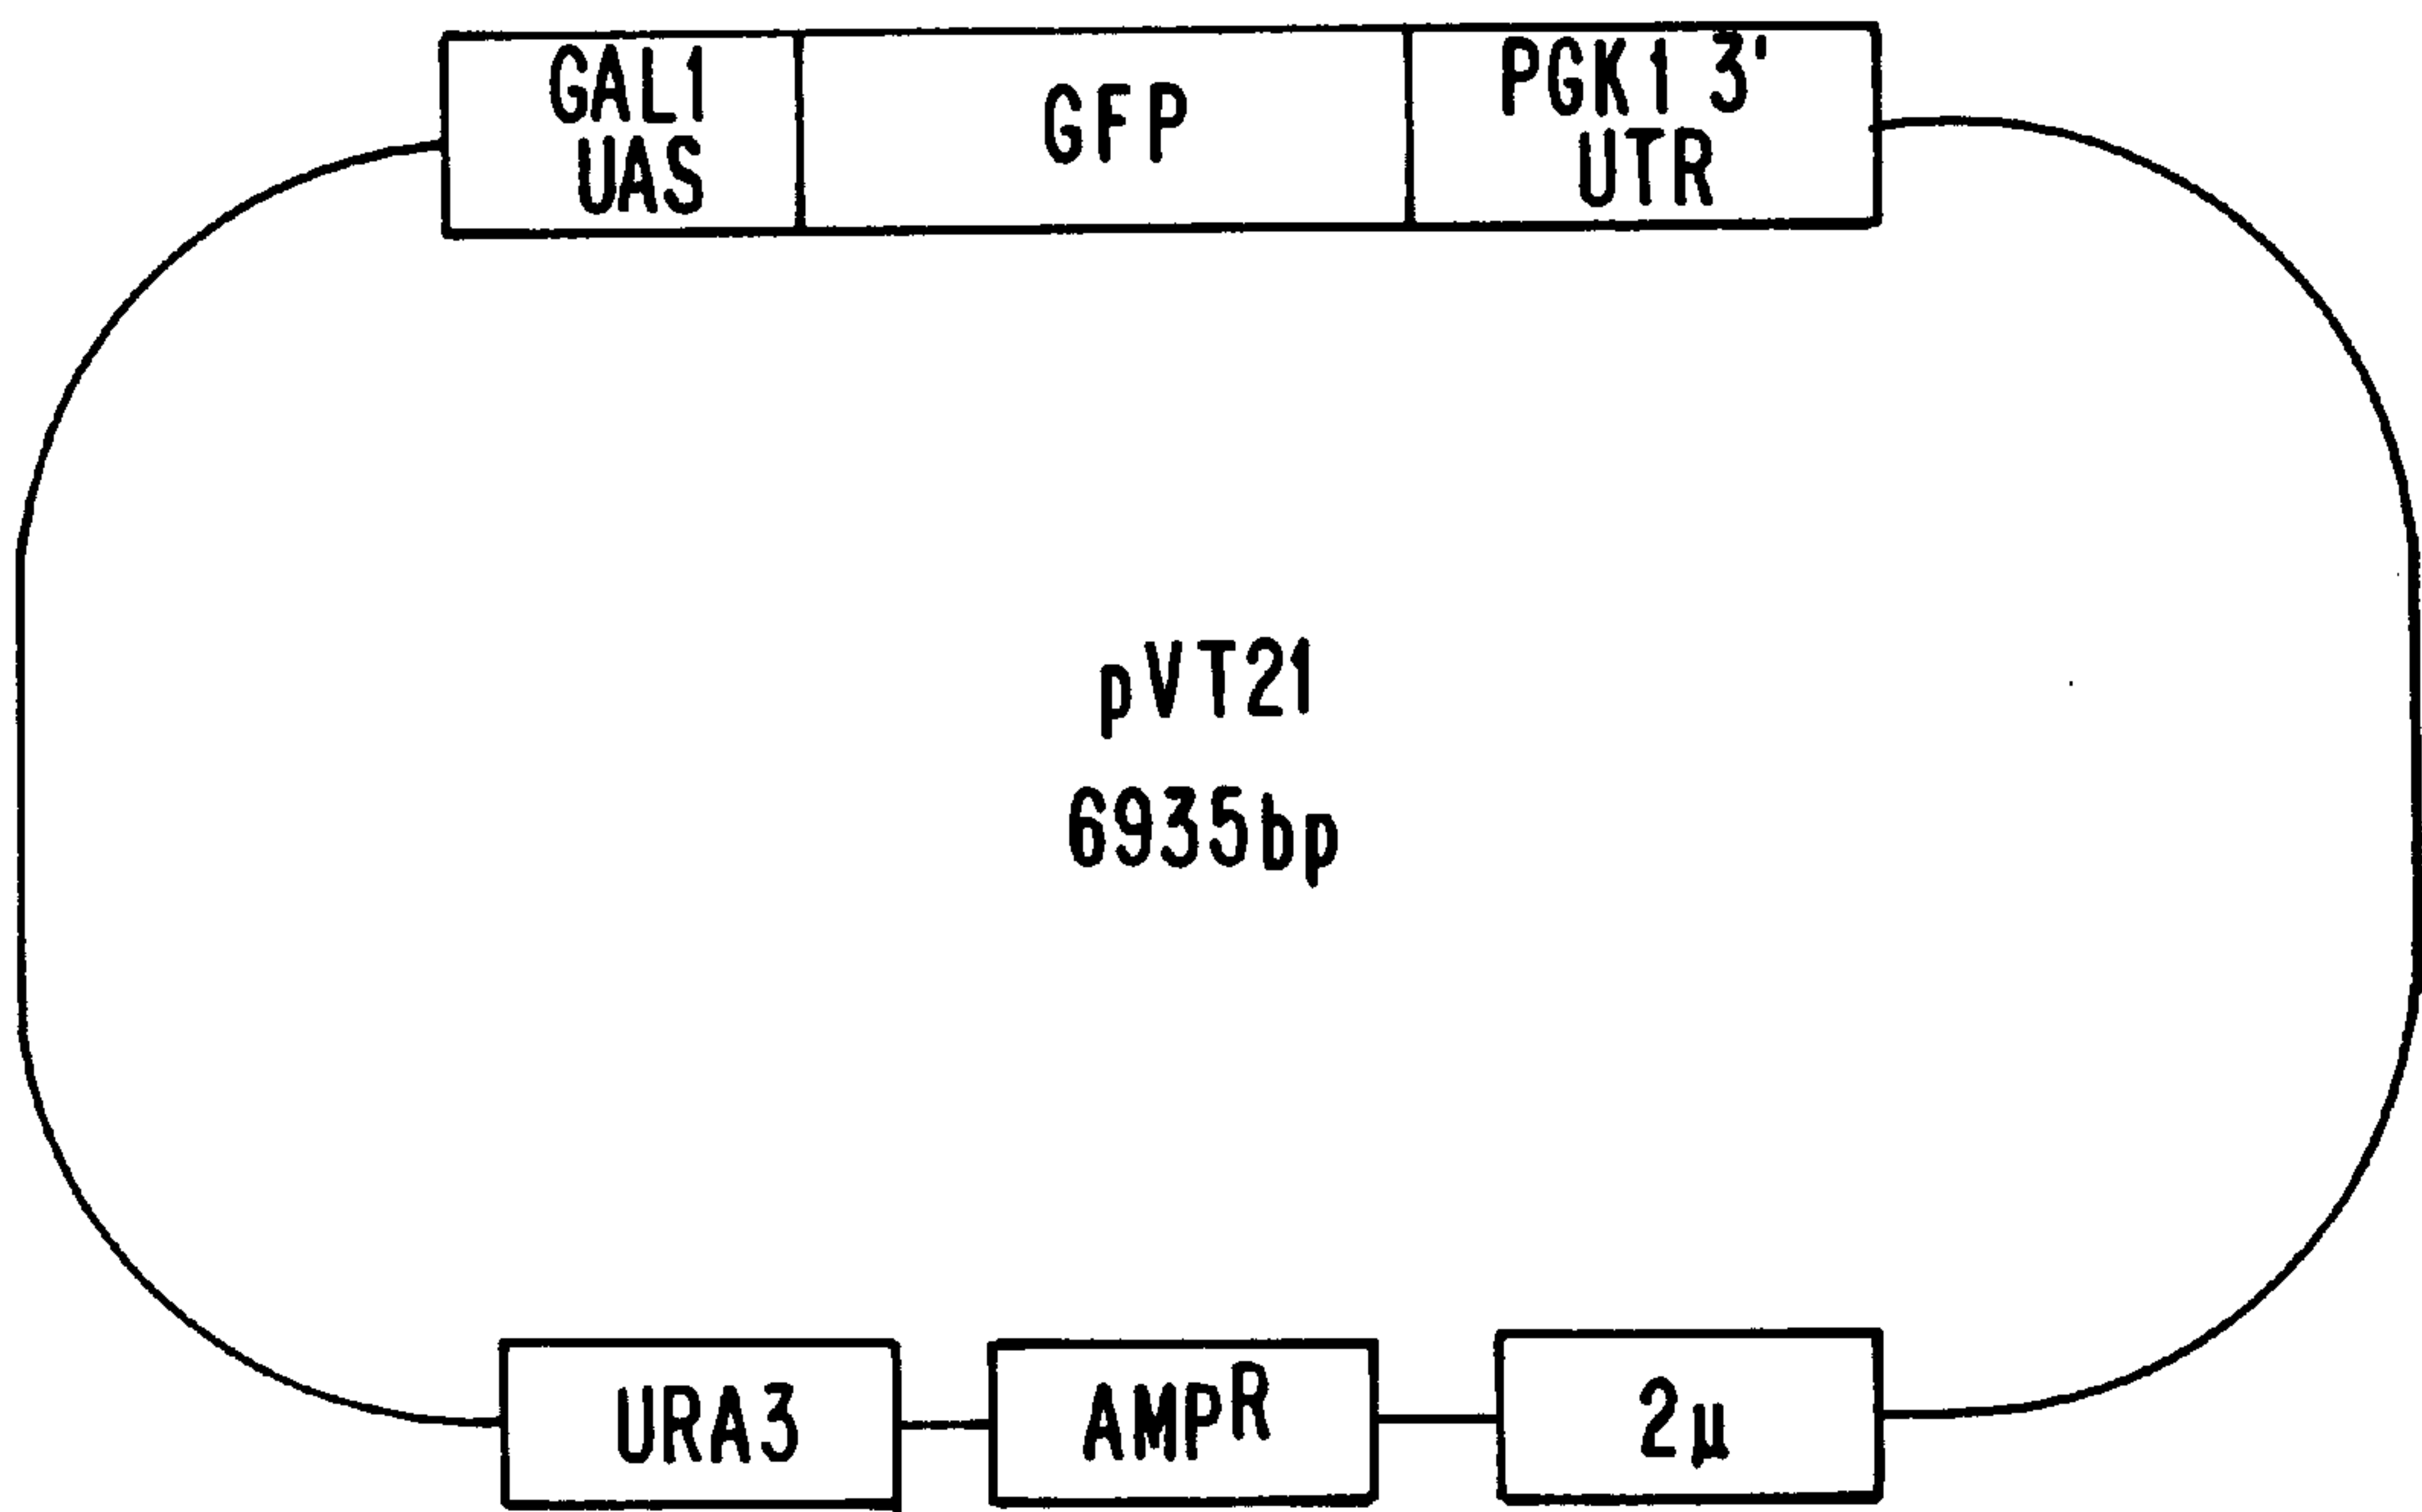 GAL1
UAS
GFP
PGK1 3'
UTR
pVT21
6935bp
URA3
AMPR
2μ